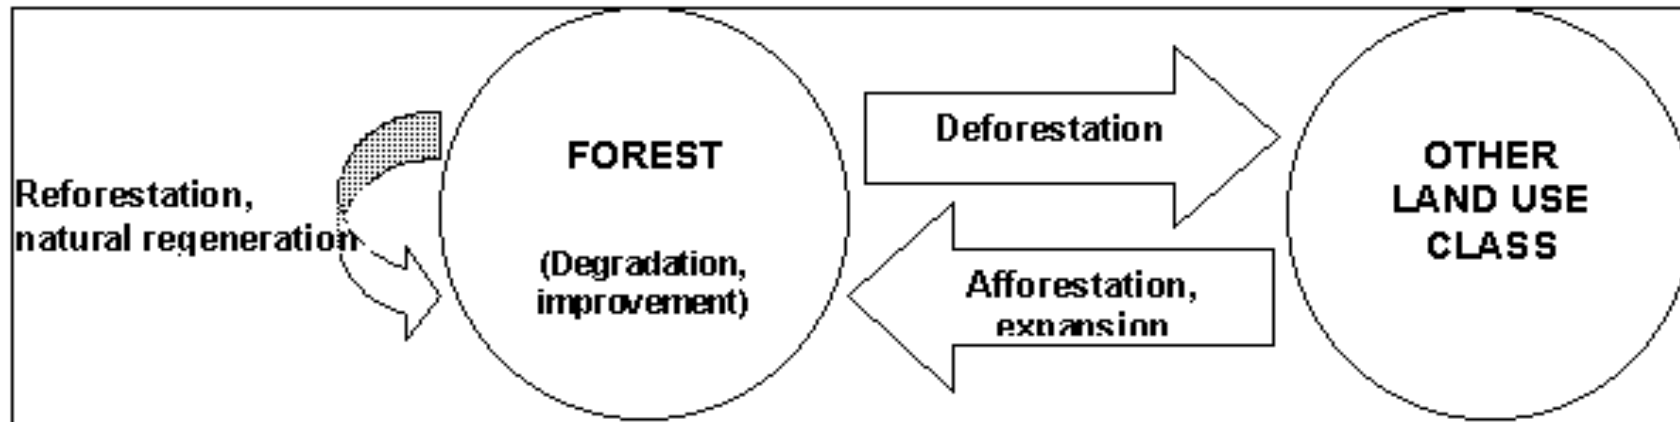 Reforestation,
natural regeneration
FOREST
(Degradation,
improvement)
Deforestation
Afforestation,
expansion
OTHER
LAND USE
CLASS